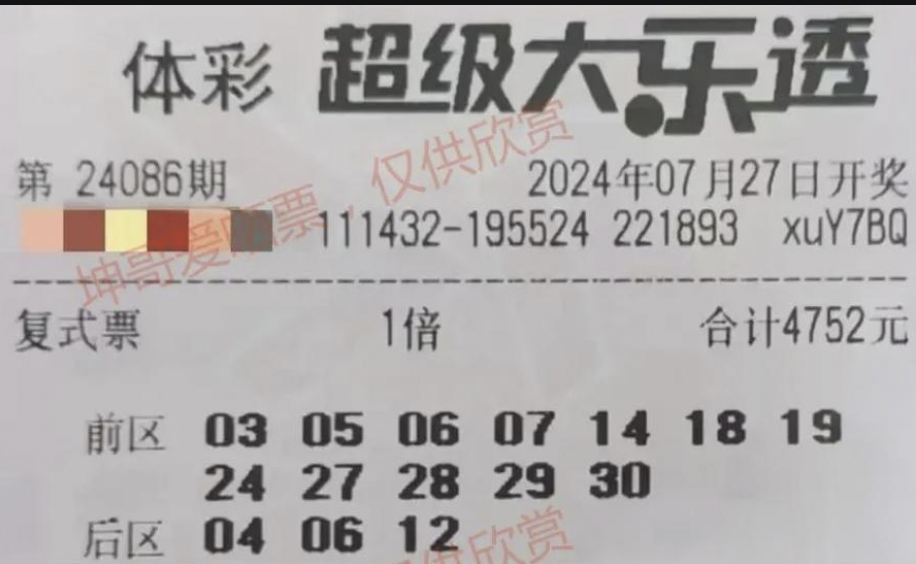 体彩 超级大乐透
第 24086期 2024年07月27日开奖
111432-195524 221893 xuY7BQ
坤哥爱晒票，仅供欣赏
复式票 1倍 合计4752元
前区 03 05 06 07 14 18 19
24 27 28 29 30
后区 04 06 12
仅供欣赏